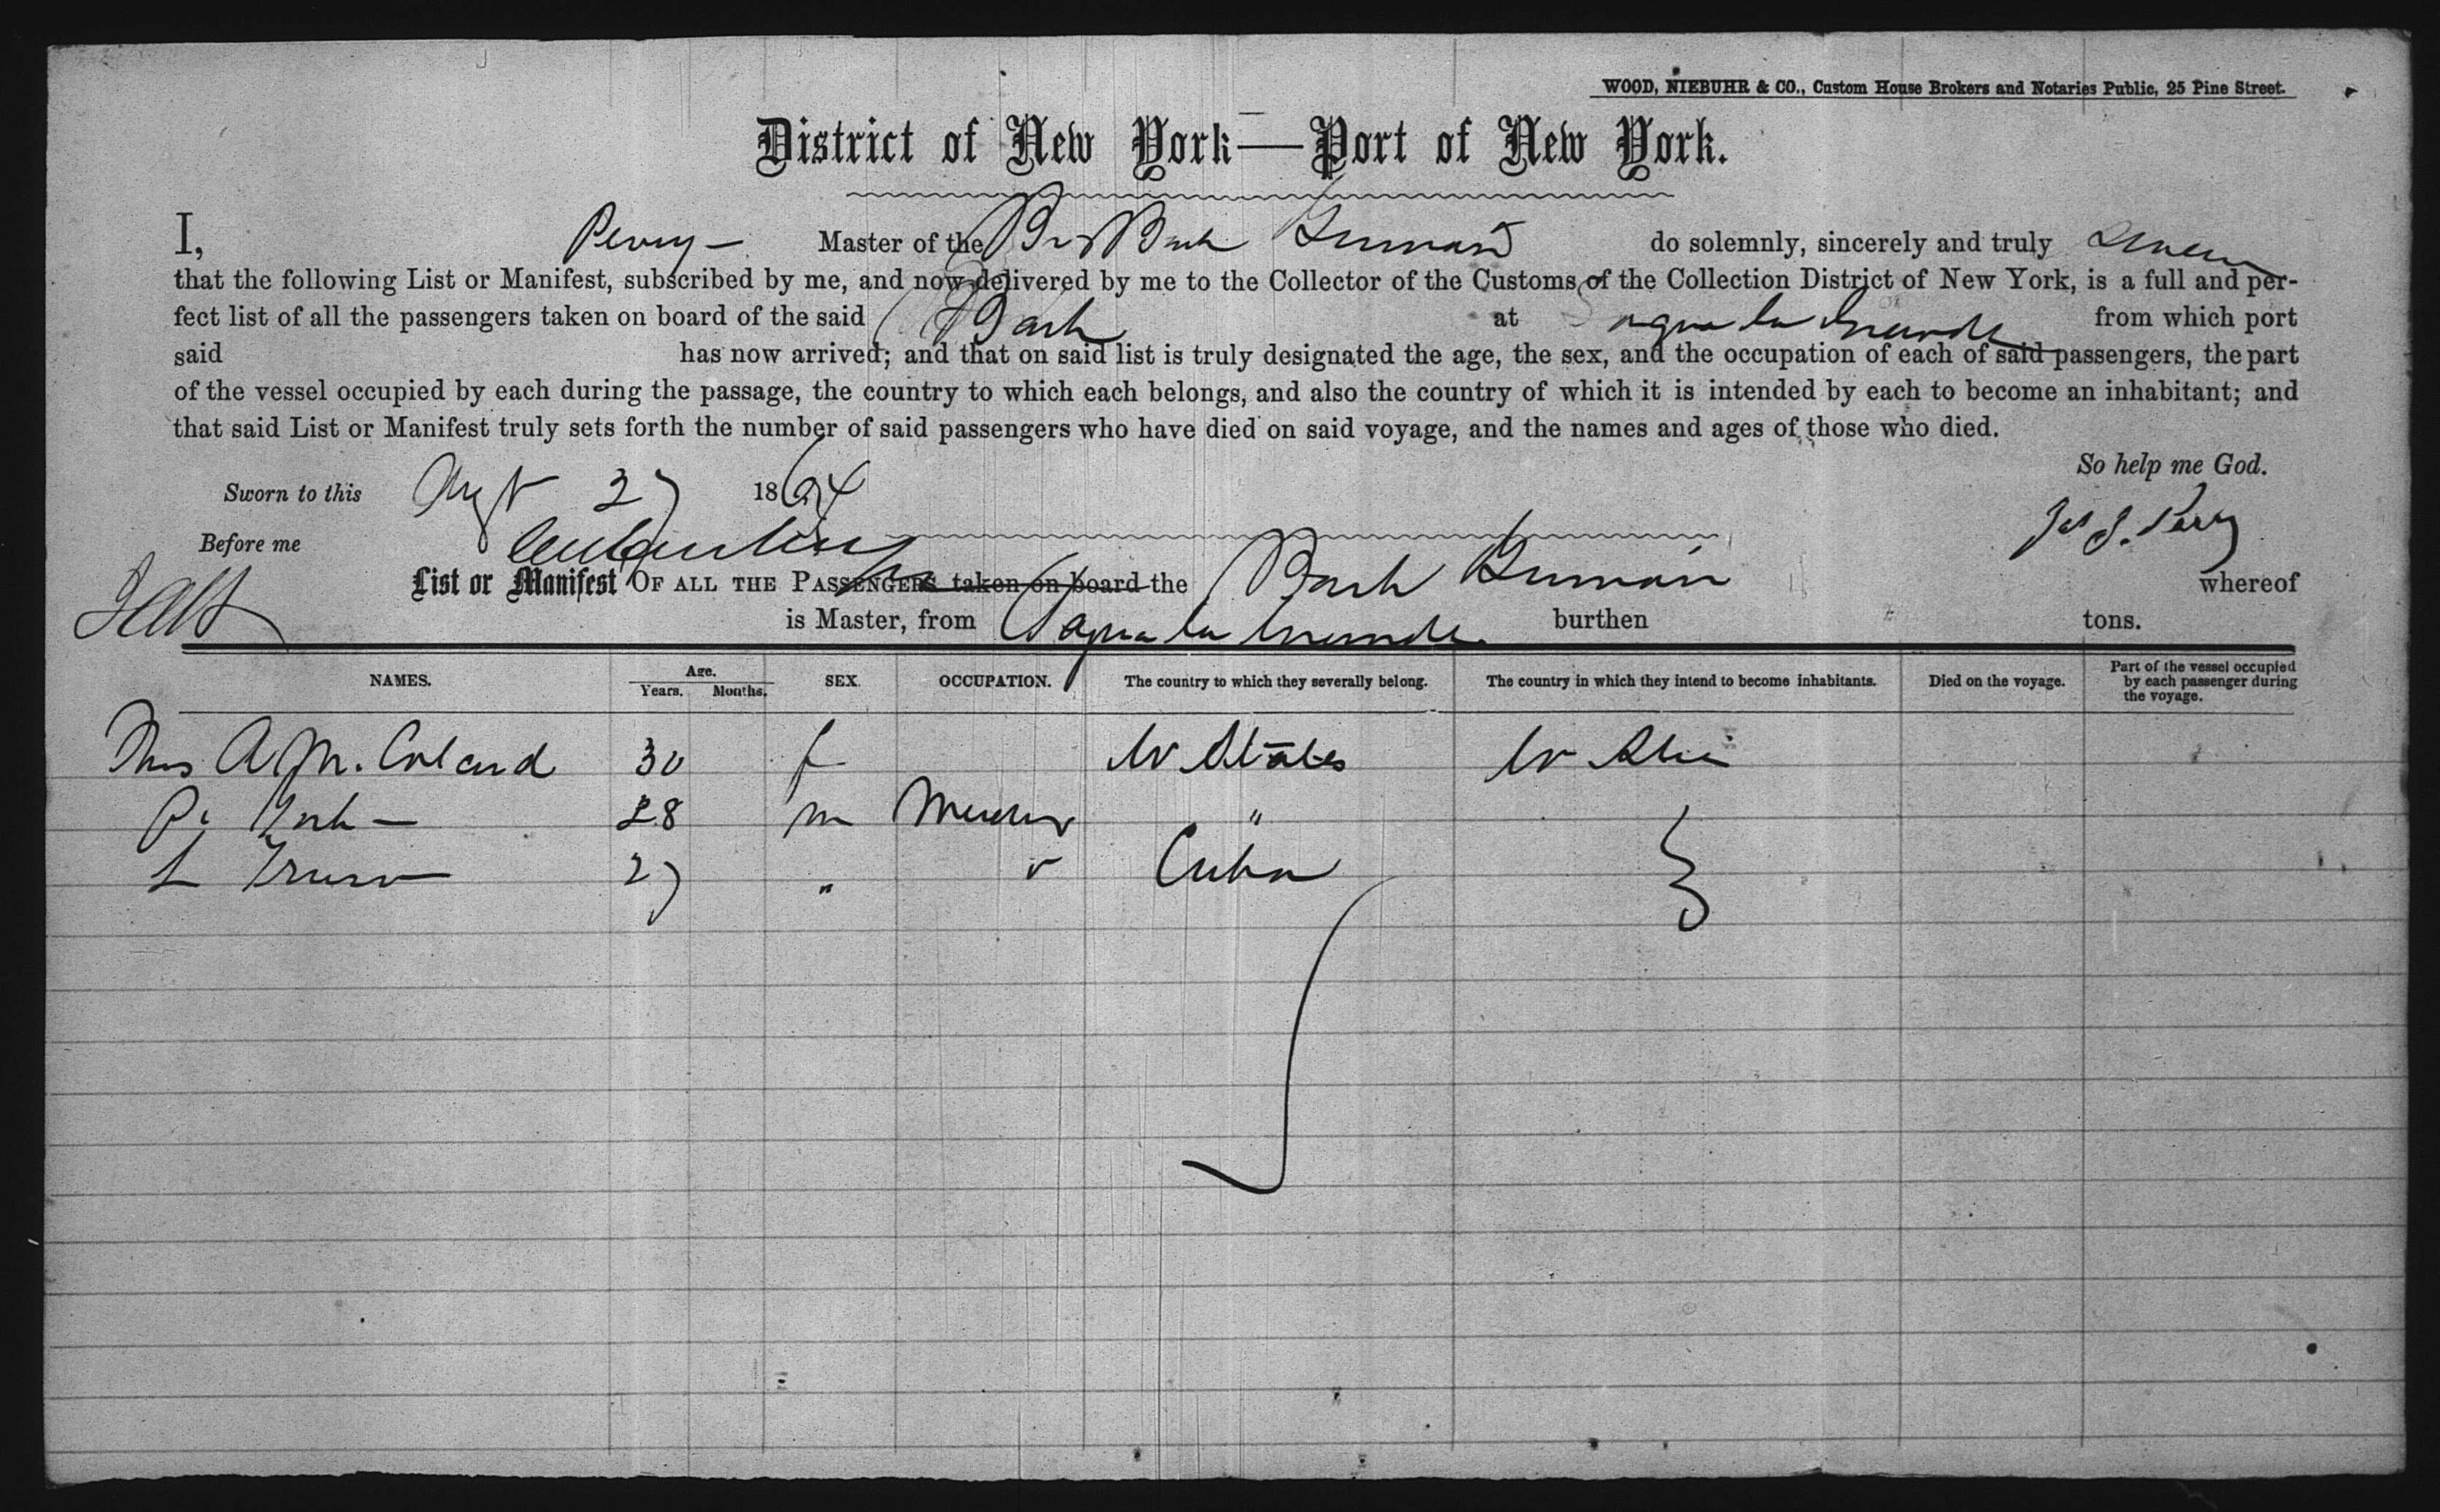 WOOD, NIEBUHR & CO., Custom House Brokers and Notaries Public, 25 Pine Street.
District of New York—Port of New York.
I, Perry — Master of the Br Bark do solemnly, sincerely and truly swear
that the following List or Manifest, subscribed by me, and now delivered by me to the Collector of the Customs of the Collection District of New York, is a full and per-
fect list of all the passengers taken on board of the said Bark at Sagua la Grande from which port
said has now arrived; and that on said list is truly designated the age, the sex, and the occupation of each of said passengers, the part
of the vessel occupied by each during the passage, the country to which each belongs, and also the country of which it is intended by each to become an inhabitant; and
that said List or Manifest truly sets forth the number of said passengers who have died on said voyage, and the names and ages of those who died.
So help me God.
Sworn to this Augt 27 1864
Jas J. Perry
Before me
List or Manifest OF ALL THE PASSENGERS taken on board the Bark whereof
is Master, from Sagua la Grande burthen tons.
NAMES. Age. Years. Months. SEX. OCCUPATION. The country to which they severally belong. The country in which they intend to become inhabitants. Died on the voyage. Part of the vessel occupied by each passenger during the voyage.
Mrs A. M. 30 f U States U
28 m "
L 27 " Cuba